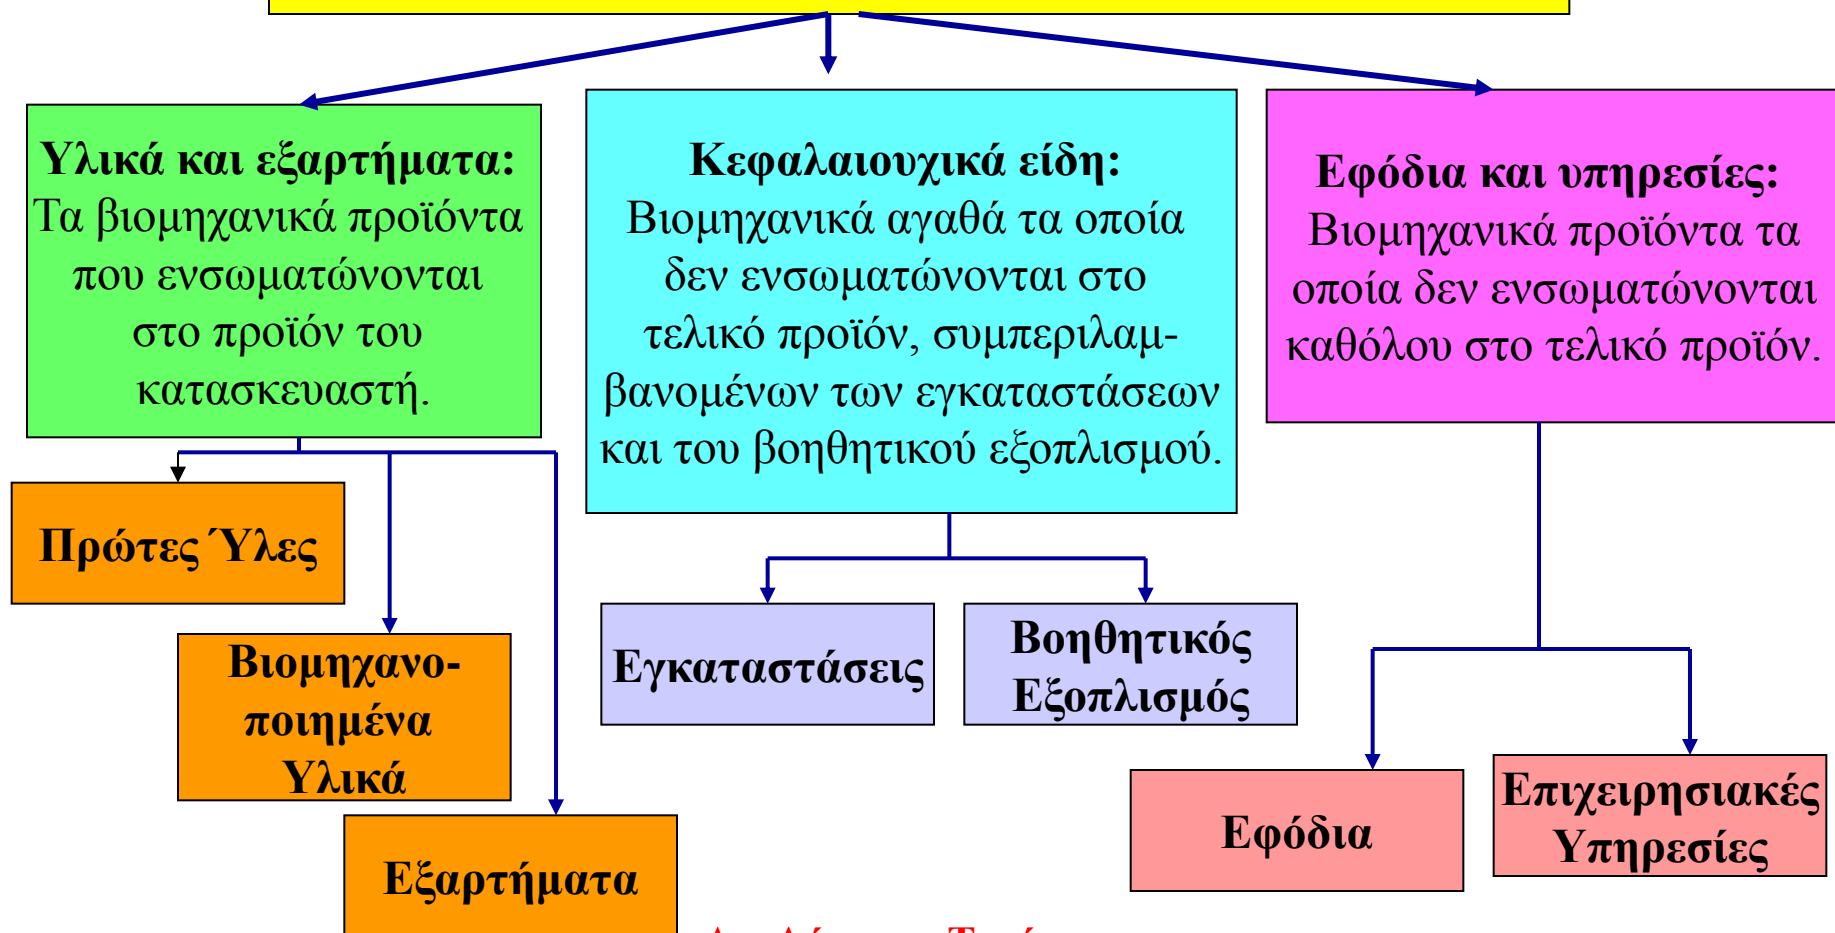 Υλικά και εξαρτήματα:
Τα βιομηχανικά προϊόντα
που ενσωματώνονται
στο προϊόν του
κατασκευαστή.
Κεφαλαιουχικά είδη:
Βιομηχανικά αγαθά τα οποία
δεν ενσωματώνονται στο
τελικό προϊόν, συμπεριλαμ-
βανομένων των εγκαταστάσεων
και του βοηθητικού εξοπλισμού.
Εφόδια και υπηρεσίες:
Βιομηχανικά προϊόντα τα
οποία δεν ενσωματώνονται
καθόλου στο τελικό προϊόν.
Πρώτες Ύλες
Βιομηχανο-
ποιημένα
Υλικά
Εξαρτήματα
Εγκαταστάσεις
Βοηθητικός
Εξοπλισμός
Εφόδια
Επιχειρησιακές
Υπηρεσίες